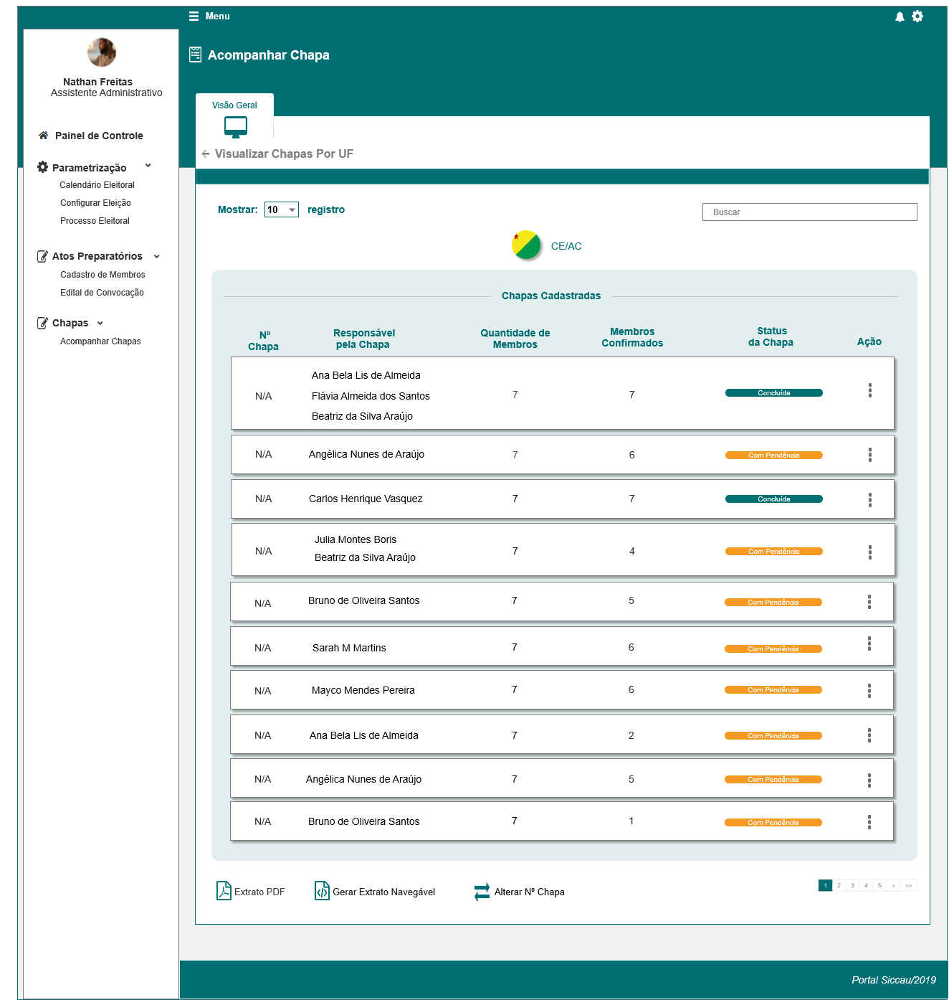 Menu
Acompanhar Chapa
Nathan Freitas
Assistente Administrativo
Painel de Controle
Parametrização
Calendário Eleitoral
Configurar Eleição
Processo Eleitoral
Atos Preparatórios
Cadastro de Membros
Edital de Convocação
Chapas
Acompanhar Chapas
Visão Geral
Visualizar Chapas Por UF
Mostrar: 10 registro
Buscar
CE/AC
Chapas Cadastradas
Nº Chapa
Responsável pela Chapa
Quantidade de Membros
Membros Confirmados
Status da Chapa
Ação
N/A
Ana Bela Lis de Almeida
Flávia Almeida dos Santos
Beatriz da Silva Araújo
7 7 Concluída
N/A Angélica Nunes de Araújo 7 6 Com Pendência
N/A Carlos Henrique Vasquez 7 7 Concluída
N/A
Julia Montes Boris
Beatriz da Silva Araújo
7 4 Com Pendência
N/A Bruno de Oliveira Santos 7 5 Com Pendência
N/A Sarah M Martins 7 6 Com Pendência
N/A Mayco Mendes Pereira 7 6 Com Pendência
N/A Ana Bela Lis de Almeida 7 2 Com Pendência
N/A Angélica Nunes de Araújo 7 5 Com Pendência
N/A Bruno de Oliveira Santos 7 1 Com Pendência
Extrato PDF
Gerar Extrato Navegável
Alterar Nº Chapa
1 2 3 4 5 > >>
Portal Siccau/2019